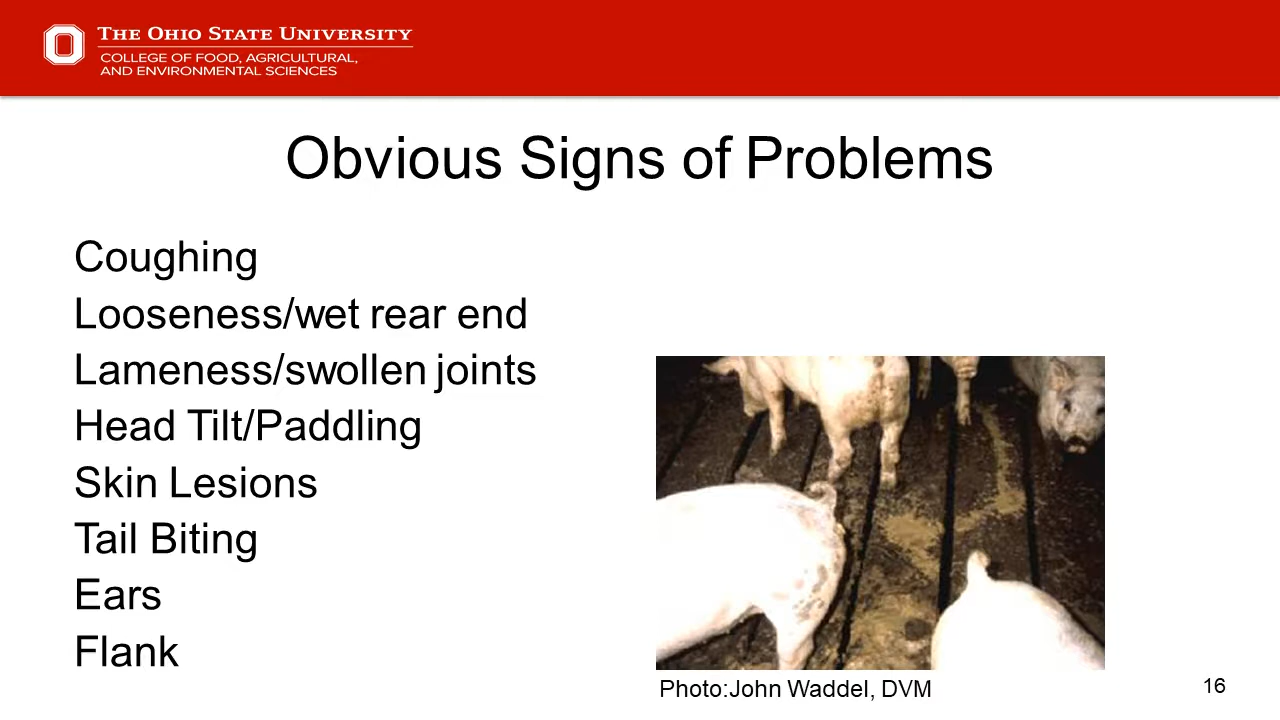 THE OHIO STATE UNIVERSITY
COLLEGE OF FOOD, AGRICULTURAL,
AND ENVIRONMENTAL SCIENCES
Obvious Signs of Problems
Coughing
Looseness/wet rear end
Lameness/swollen joints
Head Tilt/Paddling
Skin Lesions
Tail Biting
Ears
Flank
Photo:John Waddel, DVM
16